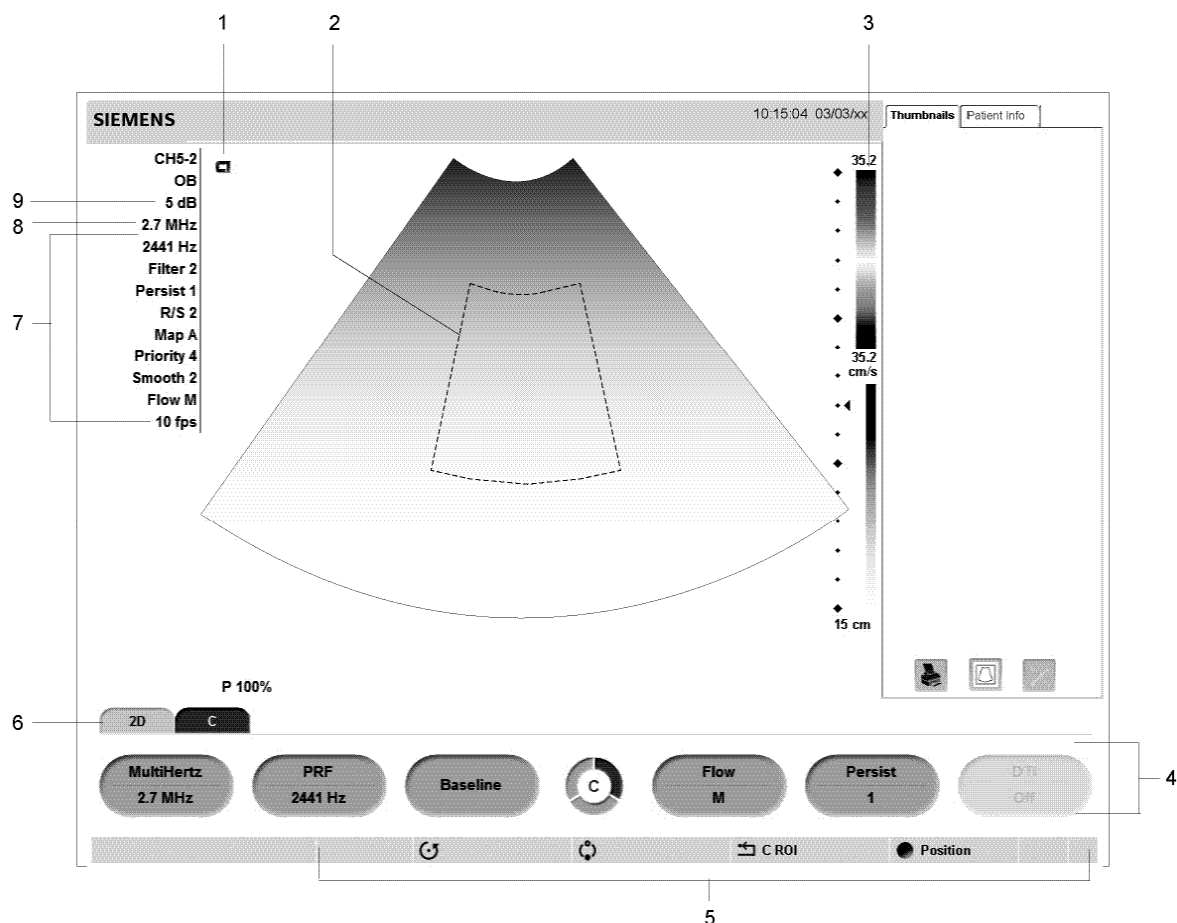 1 2 3
SIEMENS
10:15:04 03/03/xx
Thumbnails Patient Info
CH5-2
OB
9 5 dB
8 2.7 MHz
2441 Hz
Filter 2
Persist 1
7 R/S 2
Map A
Priority 4
Smooth 2
Flow M
10 fps
35.2
35.2
cm/s
15 cm
P 100%
6 2D C
MultiHertz
2.7 MHz
PRF
2441 Hz
Baseline
C
Flow
M
Persist
1
DTI
Off
4
C ROI Position
5